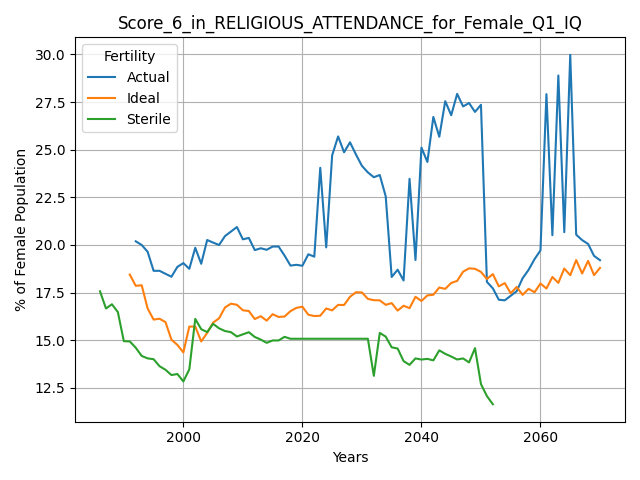 Score_6_in_RELIGIOUS_ATTENDANCE_for_Female_Q1_IQ
Fertility
Actual
Ideal
Sterile
% of Female Population
30.0
27.5
25.0
22.5
20.0
17.5
15.0
12.5
2000
2020
2040
2060
Years